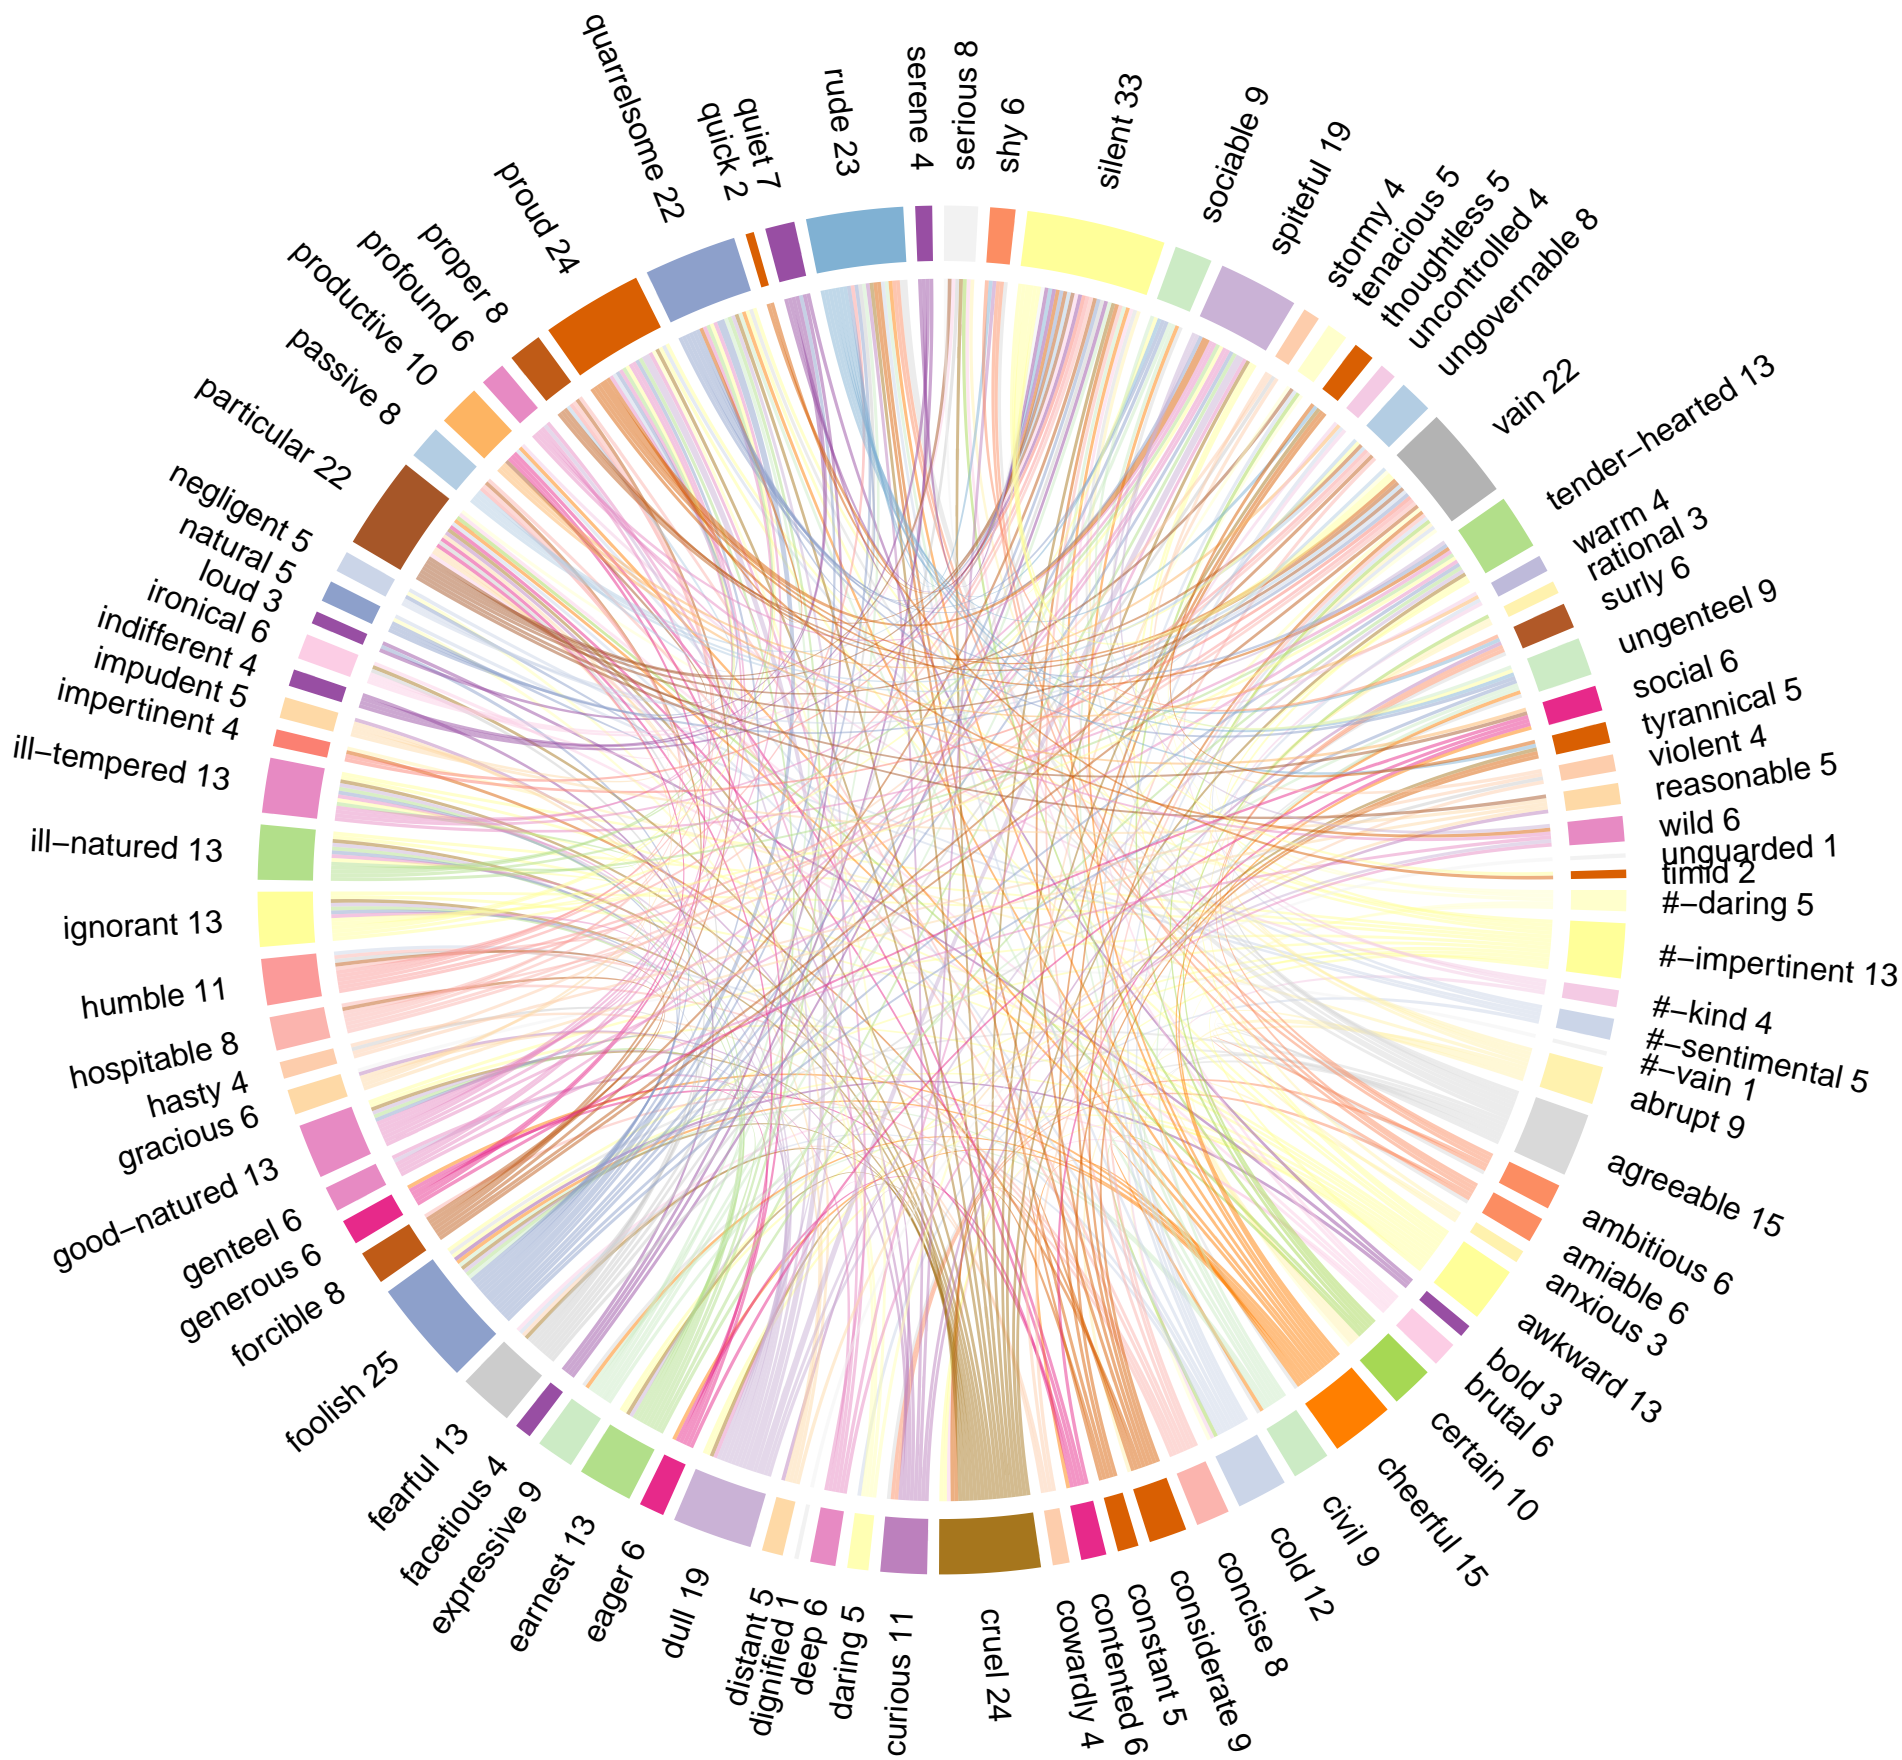 serious 8
shy 6
silent 33
sociable 9
spiteful 19
stormy 4
tenacious 5
thoughtless 5
uncontrolled 4
ungovernable 8
vain 22
tender–hearted 13
warm 4
rational 3
surly 6
ungenteel 9
social 6
tyrannical 5
violent 4
reasonable 5
wild 6
unguarded 1
timid 2
#–daring 5
#–impertinent 13
#–kind 4
#–sentimental 5
#–vain 1
abrupt 9
agreeable 15
ambitious 6
amiable 6
anxious 3
awkward 13
bold 3
brutal 6
certain 10
cheerful 15
civil 9
cold 12
concise 8
considerate 9
constant 5
contented 6
cowardly 4
cruel 24
curious 11
daring 5
deep 6
dignified 1
distant 5
dull 19
eager 6
earnest 13
expressive 9
facetious 4
fearful 13
foolish 25
forcible 8
generous 6
genteel 6
good–natured 13
gracious 6
hasty 4
hospitable 8
humble 11
ignorant 13
ill–natured 13
ill–tempered 13
impertinent 4
impudent 5
indifferent 4
ironical 6
loud 3
natural 5
negligent 5
particular 22
passive 8
productive 10
profound 6
proper 8
proud 24
quarrelsome 22
quick 2
quiet 7
rude 23
serene 4